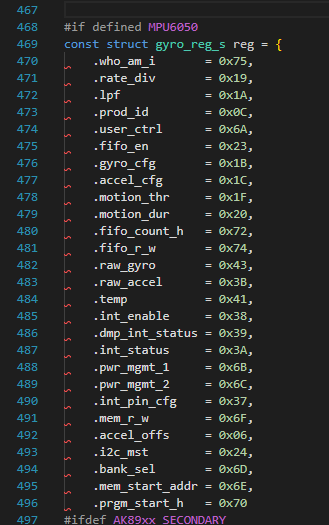 467
468 #if defined MPU6050
469 const struct gyro_reg_s reg = {
470 .who_am_i = 0x75,
471 .rate_div = 0x19,
472 .lpf = 0x1A,
473 .prod_id = 0x0C,
474 .user_ctrl = 0x6A,
475 .fifo_en = 0x23,
476 .gyro_cfg = 0x1B,
477 .accel_cfg = 0x1C,
478 .motion_thr = 0x1F,
479 .motion_dur = 0x20,
480 .fifo_count_h = 0x72,
481 .fifo_r_w = 0x74,
482 .raw_gyro = 0x43,
483 .raw_accel = 0x3B,
484 .temp = 0x41,
485 .int_enable = 0x38,
486 .dmp_int_status = 0x39,
487 .int_status = 0x3A,
488 .pwr_mgmt_1 = 0x6B,
489 .pwr_mgmt_2 = 0x6C,
490 .int_pin_cfg = 0x37,
491 .mem_r_w = 0x6F,
492 .accel_offs = 0x06,
493 .i2c_mst = 0x24,
494 .bank_sel = 0x6D,
495 .mem_start_addr = 0x6E,
496 .prgm_start_h = 0x70
#ifdef AK89xx_SECONDARY